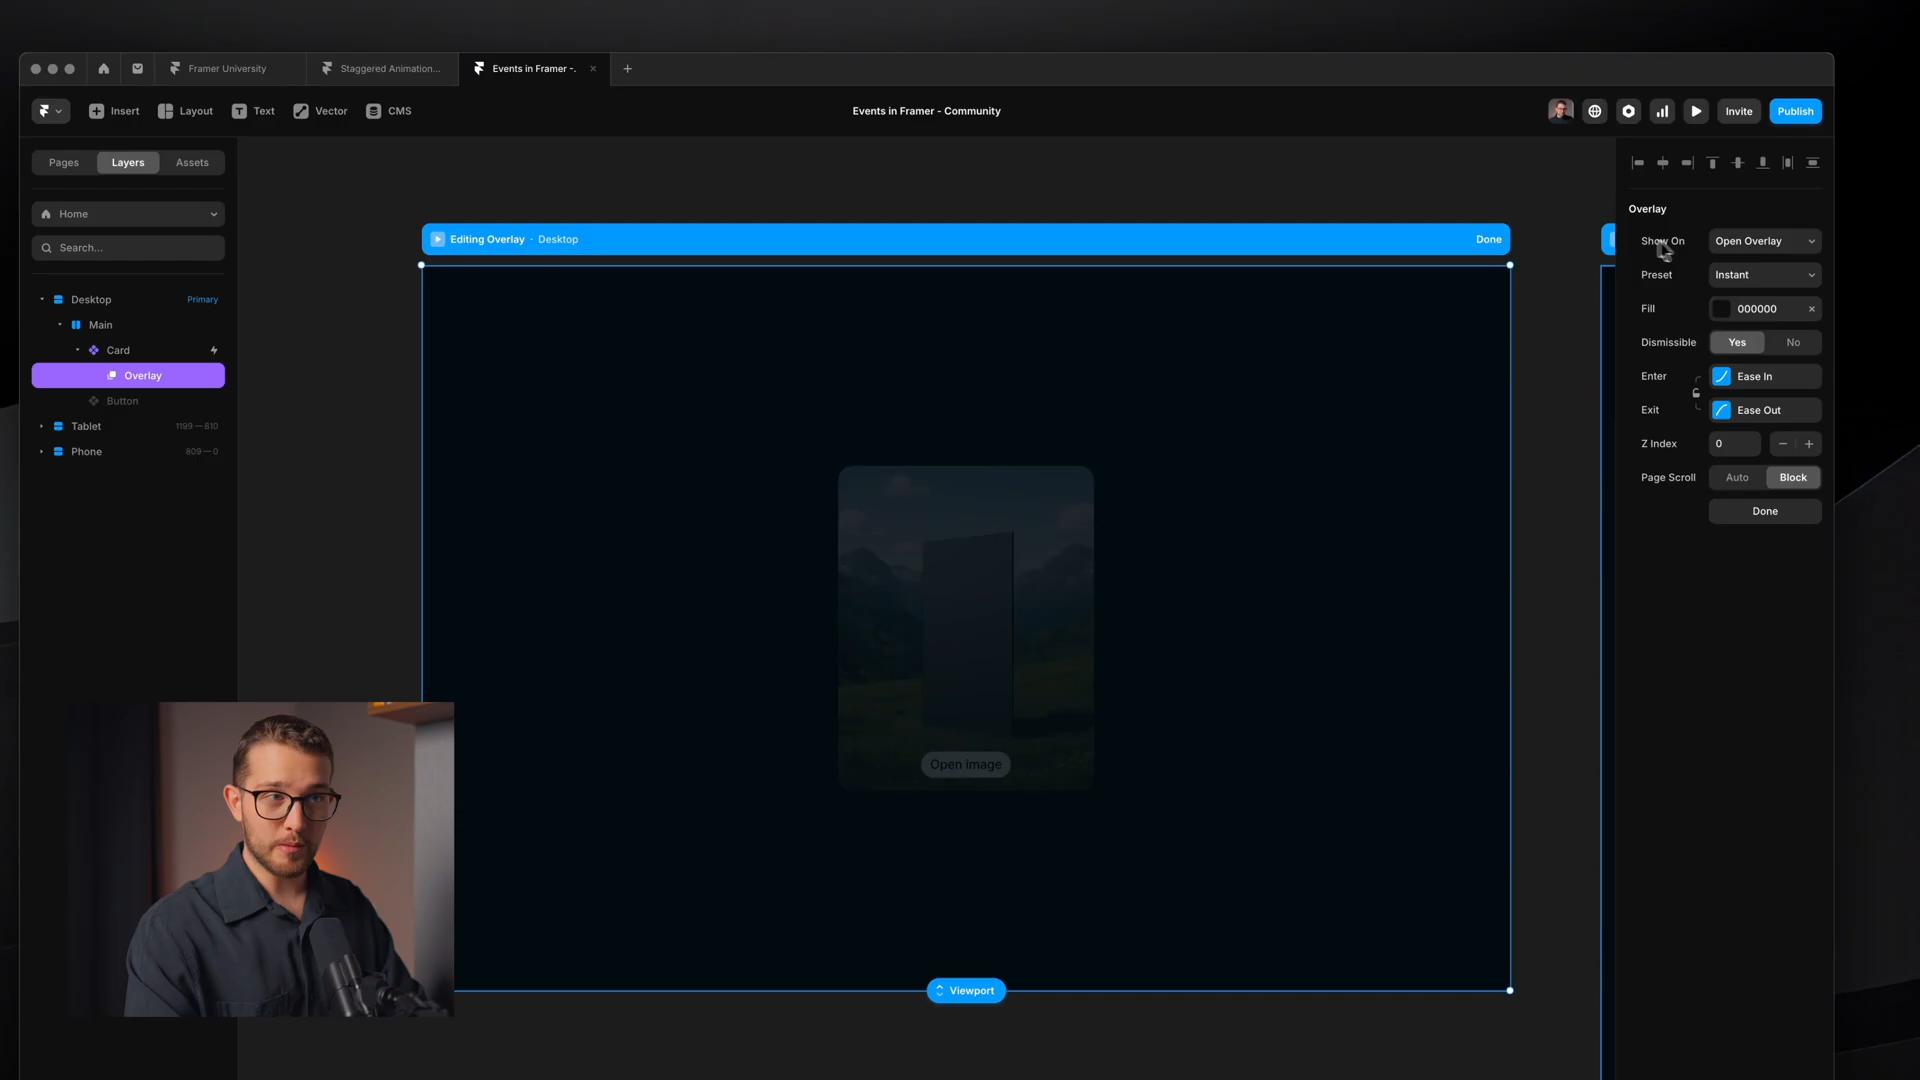 Framer University
Staggered Animation...
Events in Framer -.
Insert
Layout
Text
Vector
CMS
Events in Framer - Community
Invite
Publish
Pages
Layers
Assets
Home
Search...
Desktop
Primary
Main
Card
Overlay
Button
Tablet
1199 — 810
Phone
809 — 0
Editing Overlay · Desktop
Done
Open image
Viewport
Overlay
Show On
Open Overlay
Preset
Instant
Fill
000000
Dismissible
Yes
No
Enter
Ease In
Exit
Ease Out
Z Index
0
Page Scroll
Auto
Block
Done